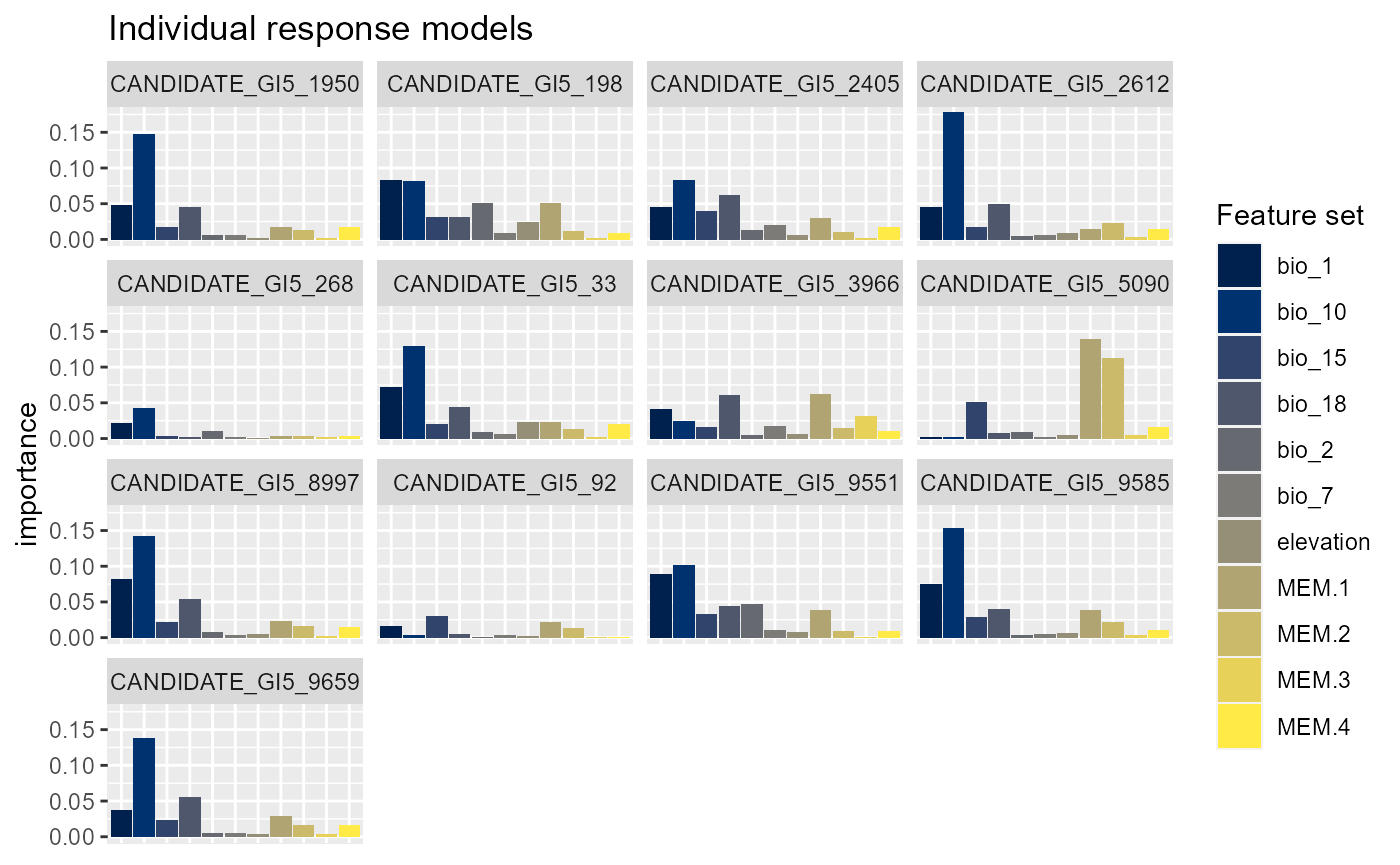 Individual response models
CANDIDATE_GI5_1950 CANDIDATE_GI5_198 CANDIDATE_GI5_2405 CANDIDATE_GI5_2612
0.15
0.10
0.05
0.00
CANDIDATE_GI5_268 CANDIDATE_GI5_33 CANDIDATE_GI5_3966 CANDIDATE_GI5_5090
0.15
0.10
0.05
0.00
CANDIDATE_GI5_8997 CANDIDATE_GI5_92 CANDIDATE_GI5_9551 CANDIDATE_GI5_9585
0.15
0.10
0.05
0.00
CANDIDATE_GI5_9659
0.15
0.10
0.05
0.00
importance
Feature set
bio_1
bio_10
bio_15
bio_18
bio_2
bio_7
elevation
MEM.1
MEM.2
MEM.3
MEM.4